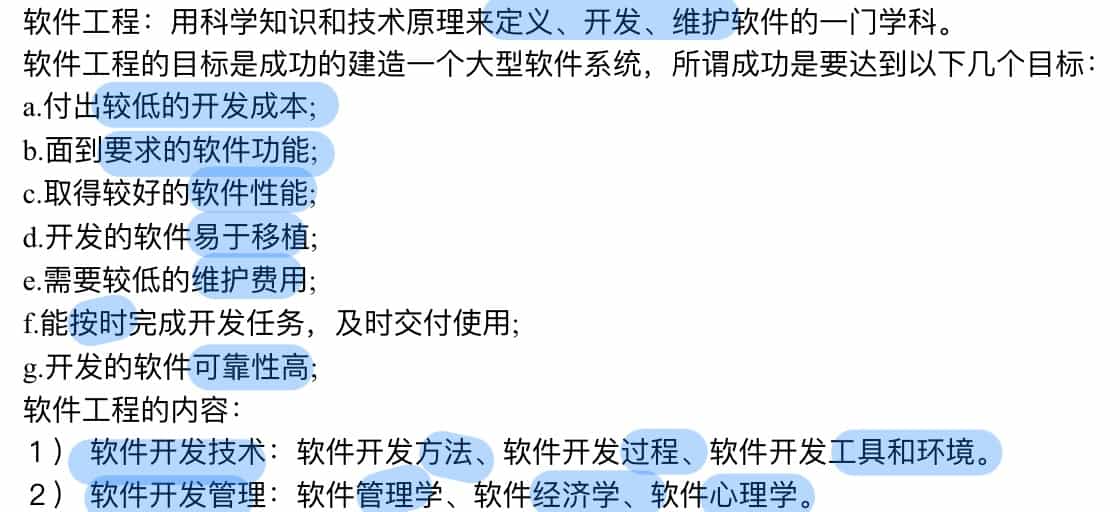 软件工程：用科学知识和技术原理来定义、开发、维护软件的一门学科。
软件工程的目标是成功的建造一个大型软件系统，所谓成功是要达到以下几个目标：
a.付出较低的开发成本;
b.面到要求的软件功能;
c.取得较好的软件性能;
d.开发的软件易于移植;
e.需要较低的维护费用;
f.能按时完成开发任务，及时交付使用;
g.开发的软件可靠性高;
软件工程的内容：
１） 软件开发技术：软件开发方法、软件开发过程、软件开发工具和环境。
２） 软件开发管理：软件管理学、软件经济学、软件心理学。